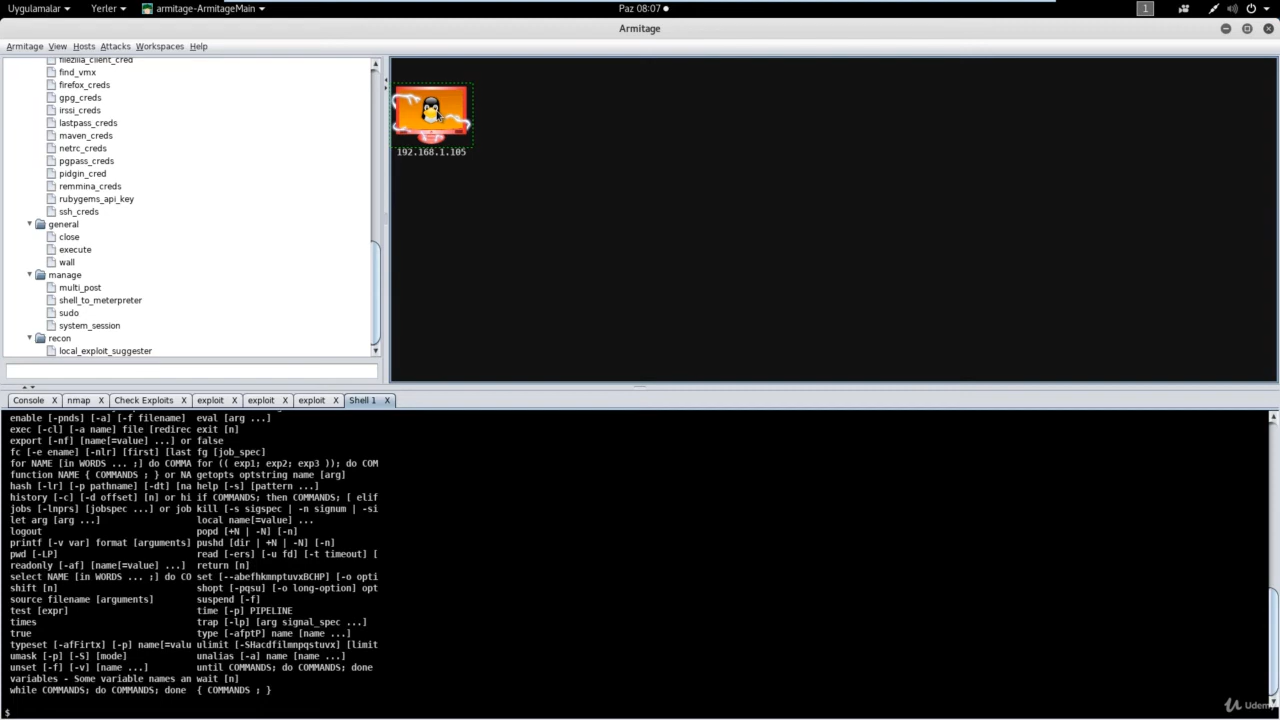 Uygulamalar Yerler armitage-ArmitageMain Paz 08:07 1
Armitage
Armitage View Hosts Attacks Workspaces Help
filezilla_client_cred
find_vmx
firefox_creds
gpg_creds
irssi_creds
lastpass_creds
maven_creds
netrc_creds
pgpass_creds
pidgin_cred
remmina_creds
rubygems_api_key
ssh_creds
general
close
execute
wall
manage
multi_post
shell_to_meterpreter
sudo
system_session
recon
local_exploit_suggester
192.168.1.105
Console X nmap X Check Exploits X exploit X exploit X exploit X Shell 1 X
enable [-pnds] [-a] [-f filename] eval [arg ...]
exec [-cl] [-a name] file [redirec exit [n]
export [-nf] [name[=value] ...] or false
fc [-e ename] [-nlr] [first] [last fg [job_spec]
for NAME [in WORDS ... ;] do COMMA for (( exp1; exp2; exp3 )); do COM
function NAME { COMMANDS ; } or NA getopts optstring name [arg]
hash [-lr] [-p pathname] [-dt] [na help [-s] [pattern ...]
history [-c] [-d offset] [n] or hi if COMMANDS; then COMMANDS; [ elif
jobs [-lnprs] [jobspec ...] or job kill [-s sigspec | -n signum | -si
let arg [arg ...] local name[=value] ...
logout popd [+N | -N] [-n]
printf [-v var] format [arguments] pushd [dir | +N | -N] [-n]
pwd [-LP] read [-ers] [-u fd] [-t timeout] [
readonly [-af] [name[=value] ...] return [n]
select NAME [in WORDS ... ;] do CO set [--abefhkmnptuvxBCHP] [-o opti
shift [n] shopt [-pqsu] [-o long-option] opt
source filename [arguments] suspend [-f]
test [expr] time [-p] PIPELINE
times trap [-lp] [arg signal_spec ...]
true type [-afptP] name [name ...]
typeset [-afFirtx] [-p] name[=valu ulimit [-SHacdfilmnpqstuvx] [limit
umask [-p] [-S] [mode] unalias [-a] name [name ...]
unset [-f] [-v] [name ...] until COMMANDS; do COMMANDS; done
variables - Some variable names an wait [n]
while COMMANDS; do COMMANDS; done { COMMANDS ; }
$
Udemy